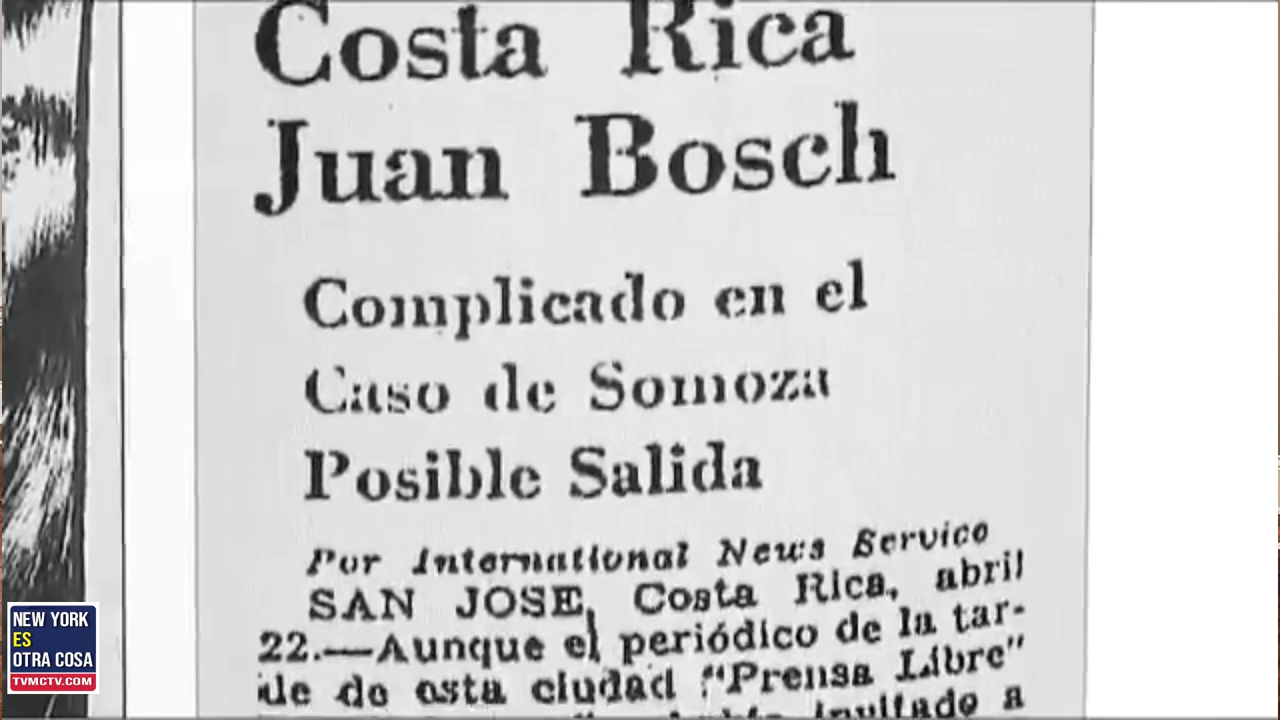 Costa Rica
Juan Bosch
Complicado en el
Caso de Somoza
Posible Salida
Por International News Service
SAN JOSE, Costa Rica, abril
22.—Aunque el periódico de la tar-
de de esta ciudad "Prensa Libre"
invitado a
NEW YORK
ES
OTRA COSA
TVMCTV.COM